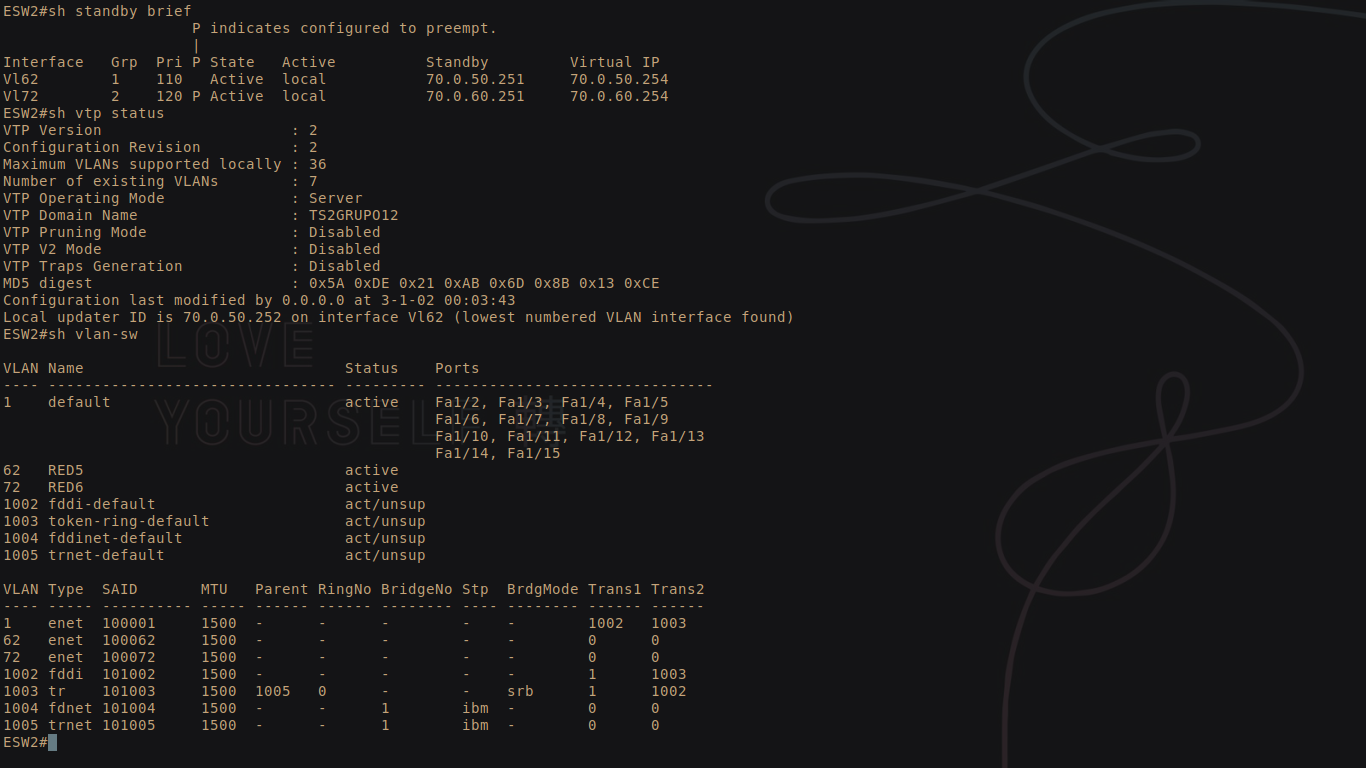 ESW2#sh standby brief
                     P indicates configured to preempt.
                     |
Interface   Grp  Pri P State   Active          Standby         Virtual IP
Vl62        1    110   Active  local           70.0.50.251     70.0.50.254
Vl72        2    120 P Active  local           70.0.60.251     70.0.60.254
ESW2#sh vtp status
VTP Version                     : 2
Configuration Revision          : 2
Maximum VLANs supported locally : 36
Number of existing VLANs        : 7
VTP Operating Mode              : Server
VTP Domain Name                 : TS2GRUPO12
VTP Pruning Mode                : Disabled
VTP V2 Mode                     : Disabled
VTP Traps Generation            : Disabled
MD5 digest                      : 0x5A 0xDE 0x21 0xAB 0x6D 0x8B 0x13 0xCE
Configuration last modified by 0.0.0.0 at 3-1-02 00:03:43
Local updater ID is 70.0.50.252 on interface Vl62 (lowest numbered VLAN interface found)
ESW2#sh vlan-sw
LOVE
VLAN Name                             Status    Ports
---- -------------------------------- --------- -------------------------------
1    default                          active    Fa1/2, Fa1/3, Fa1/4, Fa1/5
                                                Fa1/6, Fa1/7, Fa1/8, Fa1/9
YOURSELF
                                                Fa1/10, Fa1/11, Fa1/12, Fa1/13
                                                Fa1/14, Fa1/15
62   RED5                             active
72   RED6                             active
1002 fddi-default                     act/unsup
1003 token-ring-default               act/unsup
1004 fddinet-default                  act/unsup
1005 trnet-default                    act/unsup
VLAN Type  SAID       MTU   Parent RingNo BridgeNo Stp  BrdgMode Trans1 Trans2
---- ----- ---------- ----- ------ ------ -------- ---- -------- ------ ------
1    enet  100001     1500  -      -      -        -    -        1002   1003
62   enet  100062     1500  -      -      -        -    -        0      0
72   enet  100072     1500  -      -      -        -    -        0      0
1002 fddi  101002     1500  -      -      -        -    -        1      1003
1003 tr    101003     1500  1005   0      -        -    srb      1      1002
1004 fdnet 101004     1500  -      -      1        ibm  -        0      0
1005 trnet 101005     1500  -      -      1        ibm  -        0      0
ESW2#